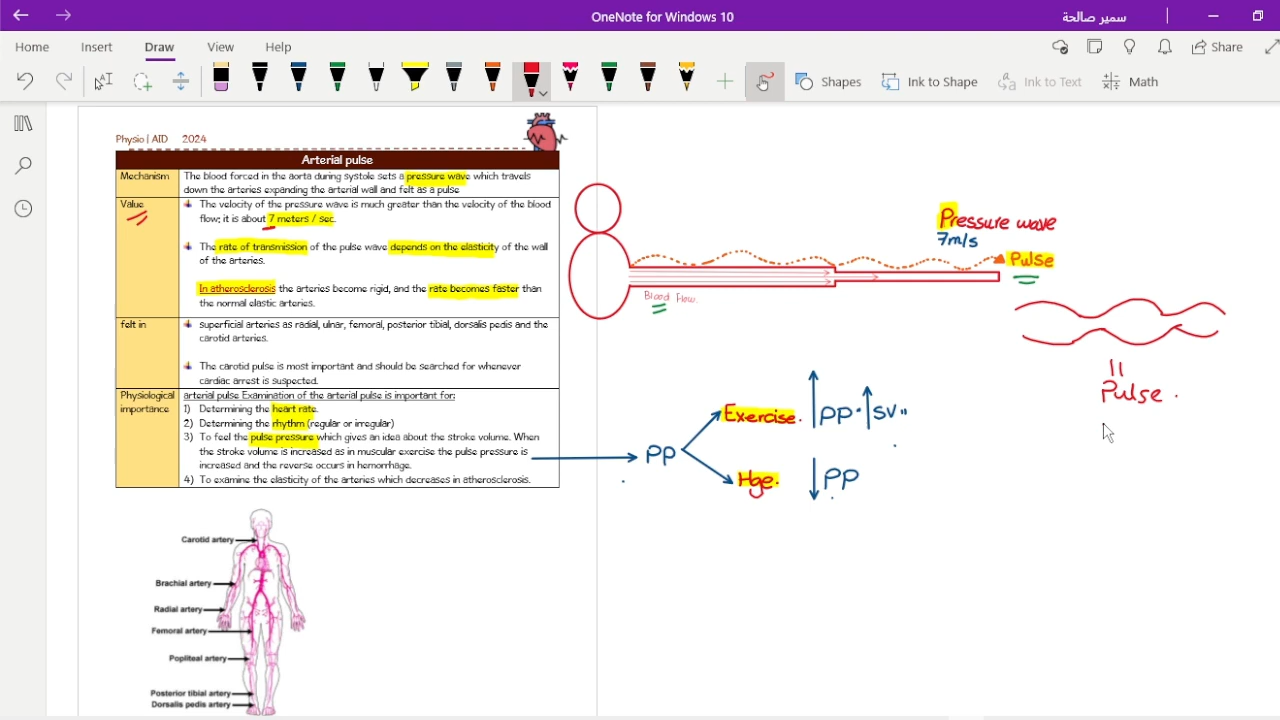 OneNote for Windows 10
سمير صالحة
Home Insert Draw View Help
Share
Shapes
Ink to Shape
Ink to Text
Math
Physio | AID 2024
Arterial pulse
Mechanism
The blood forced in the aorta during systole sets a pressure wave which travels
down the arteries expanding the arterial wall and felt as a pulse
Value
The velocity of the pressure wave is much greater than the velocity of the blood
flow; it is about 7 meters / sec.
The rate of transmission of the pulse wave depends on the elasticity of the wall
of the arteries.
In atherosclerosis the arteries become rigid, and the rate becomes faster than
the normal elastic arteries.
felt in
superficial arteries as radial, ulnar, femoral, posterior tibial, dorsalis pedis and the
carotid arteries.
The carotid pulse is most important and should be searched for whenever
cardiac arrest is suspected.
Physiological
importance
arterial pulse Examination of the arterial pulse is important for:
1) Determining the heart rate.
2) Determining the rhythm (regular or irregular)
3) To feel the pulse pressure which gives an idea about the stroke volume. When
the stroke volume is increased as in muscular exercise the pulse pressure is
increased and the reverse occurs in hemorrhage.
4) To examine the elasticity of the arteries which decreases in atherosclerosis.
Carotid artery
Brachial artery
Radial artery
Femoral artery
Popliteal artery
Posterior tibial artery
Dorsalis pedis artery
Pressure wave
7m/s
Pulse
Blood Flow.
Pulse.
PP
Exercise. ↑PP. ↑SV
Hge. ↓PP